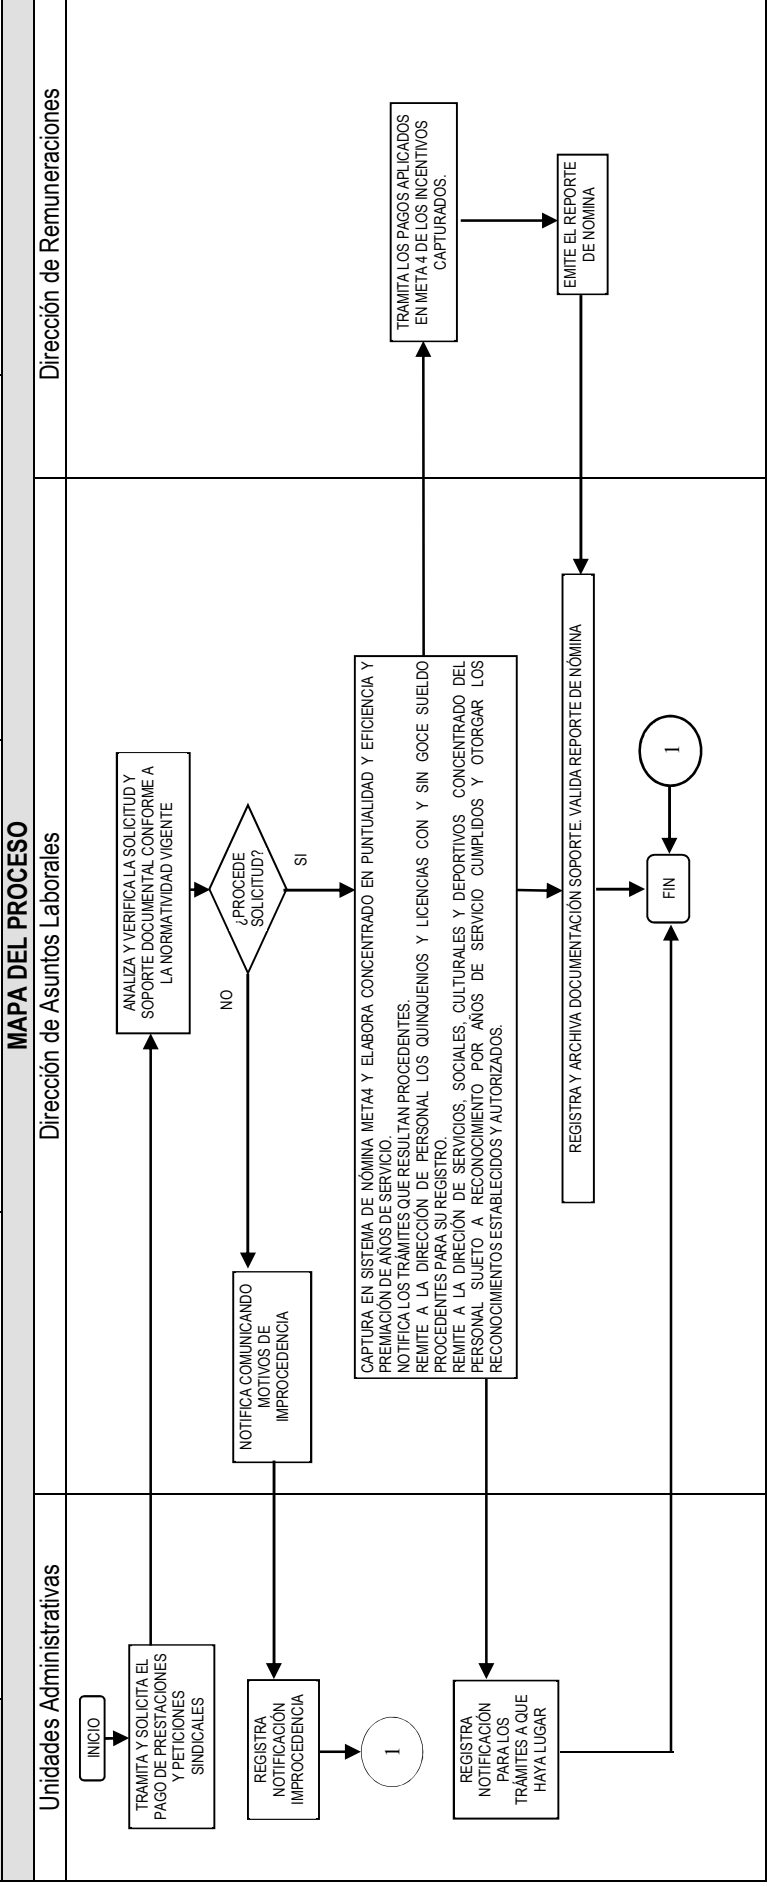 MAPA DEL PROCESO
Unidades Administrativas
Dirección de Asuntos Laborales
Dirección de Remuneraciones
INICIO
TRAMITA Y SOLICITA EL
PAGO DE PRESTACIONES
Y PETICIONES
SINDICALES
ANALIZA Y VERIFICA LA SOLICITUD Y
SOPORTE DOCUMENTAL CONFORME A
LA NORMATIVIDAD VIGENTE
¿PROCEDE
SOLICITUD?
NO
SI
NOTIFICA COMUNICANDO
MOTIVOS DE
IMPROCEDENCIA
REGISTRA
NOTIFICACIÓN
IMPROCEDENCIA
1
CAPTURA EN SISTEMA DE NÓMINA META4 Y ELABORA CONCENTRADO EN PUNTUALIDAD Y EFICIENCIA Y
PREMIACIÓN DE AÑOS DE SERVICIO.
NOTIFICA LOS TRÁMITES QUE RESULTAN PROCEDENTES.
REMITE A LA DIRECCIÓN DE PERSONAL LOS QUINQUENIOS Y LICENCIAS CON Y SIN GOCE SUELDO
PROCEDENTES PARA SU REGISTRO.
REMITE A LA DIRECIÓN DE SERVICIOS, SOCIALES, CULTURALES Y DEPORTIVOS CONCENTRADO DEL
PERSONAL SUJETO A RECONOCIMIENTO POR AÑOS DE SERVICIO CUMPLIDOS Y OTORGAR LOS
RECONOCIMIENTOS ESTABLECIDOS Y AUTORIZADOS.
TRAMITA LOS PAGOS APLICADOS
EN META 4 DE LOS INCENTIVOS
CAPTURADOS.
REGISTRA
NOTIFICACIÓN
PARA LOS
TRÁMITES A QUE
HAYA LUGAR
EMITE EL REPORTE
DE NOMINA
REGISTRA Y ARCHIVA DOCUMENTACIÓN SOPORTE. VALIDA REPORTE DE NÓMINA
FIN
1